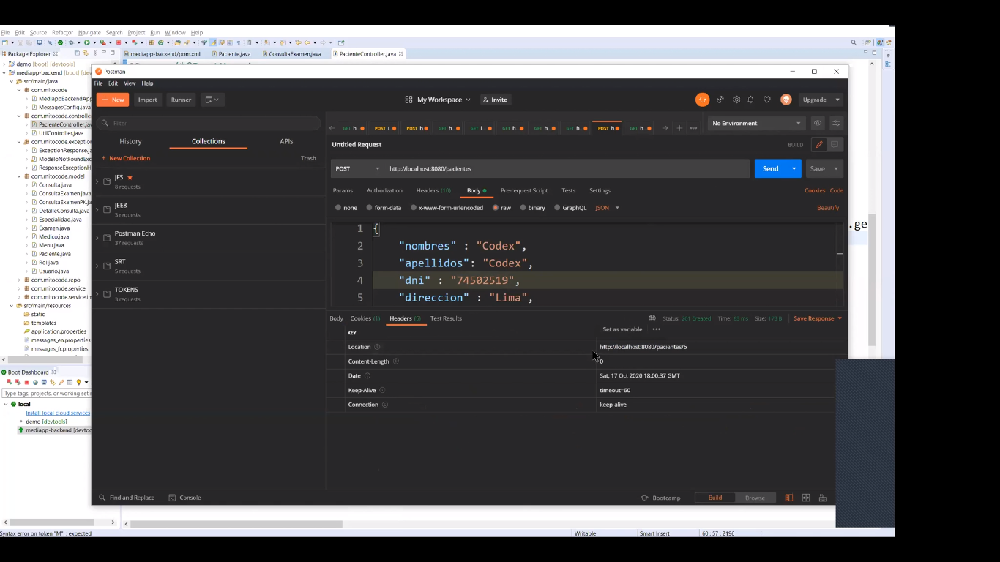 File Edit Source Refactor Navigate Search Project Run Window Help
Package Explorer
mediapp-backend/pom.xml
Paciente.java
ConsultaExamen.java
PacienteController.java
demo [boot] [devtools]
mediapp-backend [boot]
src/main/java
com.mitocode
MediappBackendApp
MessagesConfig.java
com.mitocode.controlle
PacienteController.jav
UtilController.java
com.mitocode.exception
ExceptionResponse.j
ModeloNotFoundExc
ResponseExceptionH
com.mitocode.model
Consulta.java
ConsultaExamen.java
ConsultaExamenPK.ja
DetalleConsulta.java
Especialidad.java
Examen.java
Medico.java
Menu.java
Paciente.java
Rol.java
Usuario.java
com.mitocode.repo
com.mitocode.service
com.mitocode.service.im
src/main/resources
static
templates
application.properties
messages_en.properties
messages_fr.properties
Boot Dashboard
Type tags, projects, or working set
local
Install local cloud services
demo [devtools]
mediapp-backend [devtoo
Postman
File Edit View Help
New
Import
Runner
My Workspace
Invite
Upgrade
Filter
History
Collections
APIs
New Collection
Trash
JFS
8 requests
JEE8
3 requests
Postman Echo
37 requests
SRT
5 requests
TOKENS
3 requests
GET h... POST l... POST h... GET h... GET l... GET h... GET h... GET h... POST h... GET h...
No Environment
Untitled Request
BUILD
POST
http://localhost:8080/pacientes
Send
Save
Params
Authorization
Headers (10)
Body
Pre-request Script
Tests
Settings
Cookies Code
none
form-data
x-www-form-urlencoded
raw
binary
GraphQL
JSON
Beautify
1 {
2 "nombres" : "Codex",
3 "apellidos": "Codex",
4 "dni" : "74502519",
5 "direccion" : "Lima",
.ge
Body
Cookies (1)
Headers (5)
Test Results
Status: 201 Created
Time: 63 ms
Size: 173 B
Save Response
KEY
Set as variable
Location
http://localhost:8080/pacientes/6
Content-Length
0
Date
Sat, 17 Oct 2020 18:00:37 GMT
Keep-Alive
timeout=60
Connection
keep-alive
Find and Replace
Console
Bootcamp
Build
Browse
Syntax error on token "M", ; expected
Writable
Smart Insert
60 : 57 : 2196